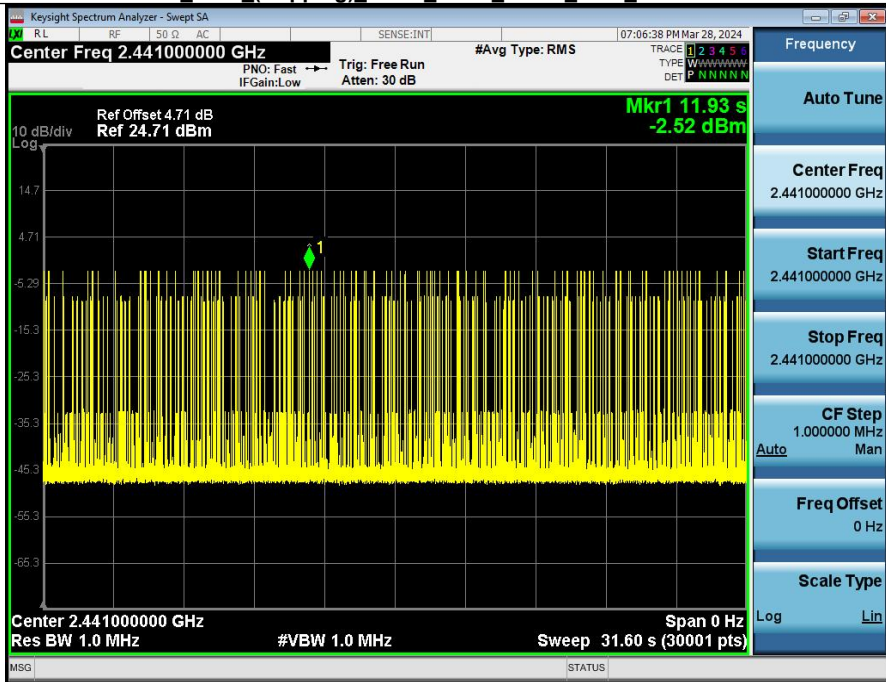 Keysight Spectrum Analyzer - Swept SA
LXI RL RF 50 Ω AC SENSE:INT 07:06:38 PM Mar 28, 2024
Center Freq 2.441000000 GHz
#Avg Type: RMS
TRACE 1 2 3 4 5 6
PNO: Fast
Trig: Free Run
TYPE WWWWWW
IFGain:Low
Atten: 30 dB
DET P N N N N N
Ref Offset 4.71 dB
Mkr1 11.93 s
10 dB/div Ref 24.71 dBm
-2.52 dBm
Log
14.7
4.71
1
-5.29
-15.3
-25.3
-35.3
-45.3
-55.3
-65.3
Center 2.441000000 GHz
Span 0 Hz
Res BW 1.0 MHz
#VBW 1.0 MHz
Sweep 31.60 s (30001 pts)
MSG
STATUS
Frequency
Auto Tune
Center Freq
2.441000000 GHz
Start Freq
2.441000000 GHz
Stop Freq
2.441000000 GHz
CF Step
1.000000 MHz
Auto Man
Freq Offset
0 Hz
Scale Type
Log Lin